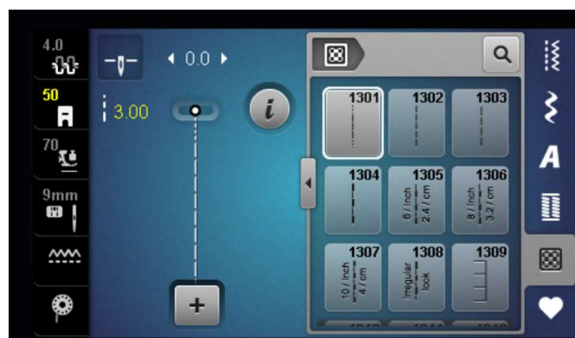 4.0
50
70
9mm
0.0
3.00
i
+
1301
1302
1303
1304
1305
6 / Inch
2.4 / cm
1306
8 / Inch
3.2 / cm
1307
10 / Inch
4 / cm
1308
irregular
look
1309
A